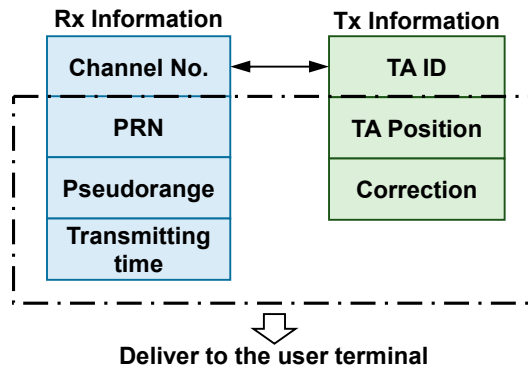 Rx Information
Tx Information
Channel No.
TA ID
PRN
TA Position
Pseudorange
Correction
Transmitting
time
Deliver to the user terminal